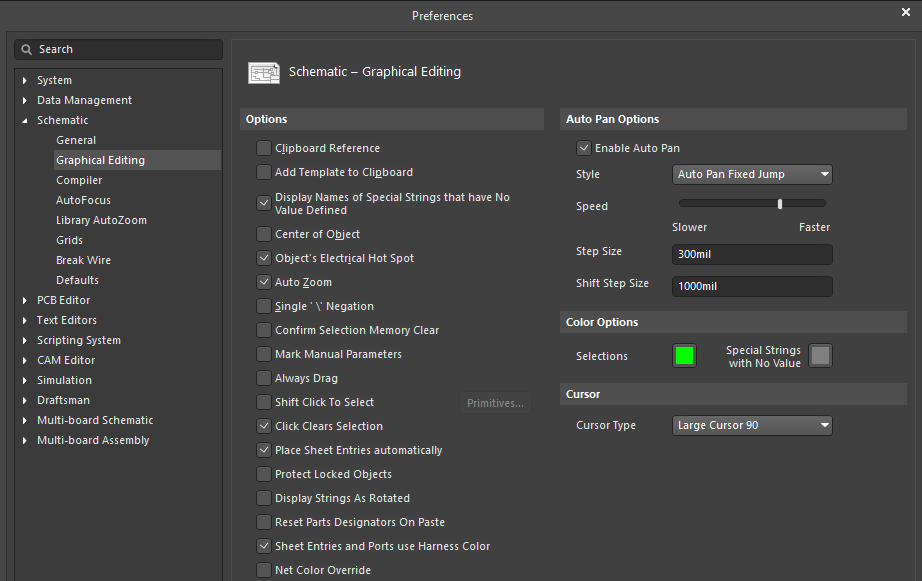 Preferences
Search
System
Data Management
Schematic
General
Graphical Editing
Compiler
AutoFocus
Library AutoZoom
Grids
Break Wire
Defaults
PCB Editor
Text Editors
Scripting System
CAM Editor
Simulation
Draftsman
Multi-board Schematic
Multi-board Assembly
Schematic – Graphical Editing
Options
Clipboard Reference
Add Template to Clipboard
Display Names of Special Strings that have No
Value Defined
Center of Object
Object's Electrical Hot Spot
Auto Zoom
Single '\' Negation
Confirm Selection Memory Clear
Mark Manual Parameters
Always Drag
Shift Click To Select
Primitives...
Click Clears Selection
Place Sheet Entries automatically
Protect Locked Objects
Display Strings As Rotated
Reset Parts Designators On Paste
Sheet Entries and Ports use Harness Color
Net Color Override
Auto Pan Options
Enable Auto Pan
Style
Auto Pan Fixed Jump
Speed
Slower Faster
Step Size
300mil
Shift Step Size
1000mil
Color Options
Selections
Special Strings
with No Value
Cursor
Cursor Type
Large Cursor 90